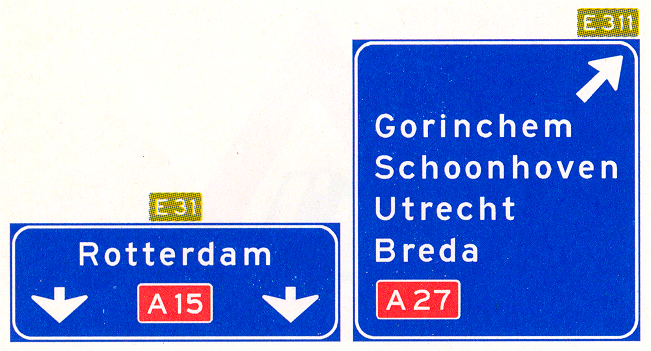 E 31
Rotterdam
A 15
E 311
Gorinchem
Schoonhoven
Utrecht
Breda
A 27